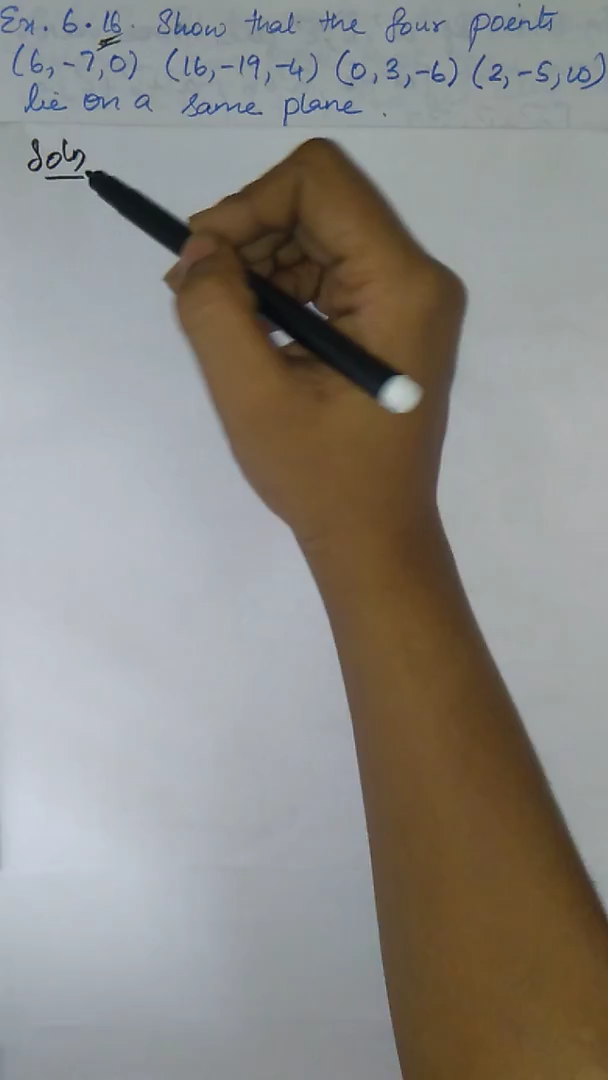 Ex. 6.16. Show that the four points
(6,-7,0) (16,-19,-4) (0,3,-6) (2,-5,10)
lie on a same plane.
Soln